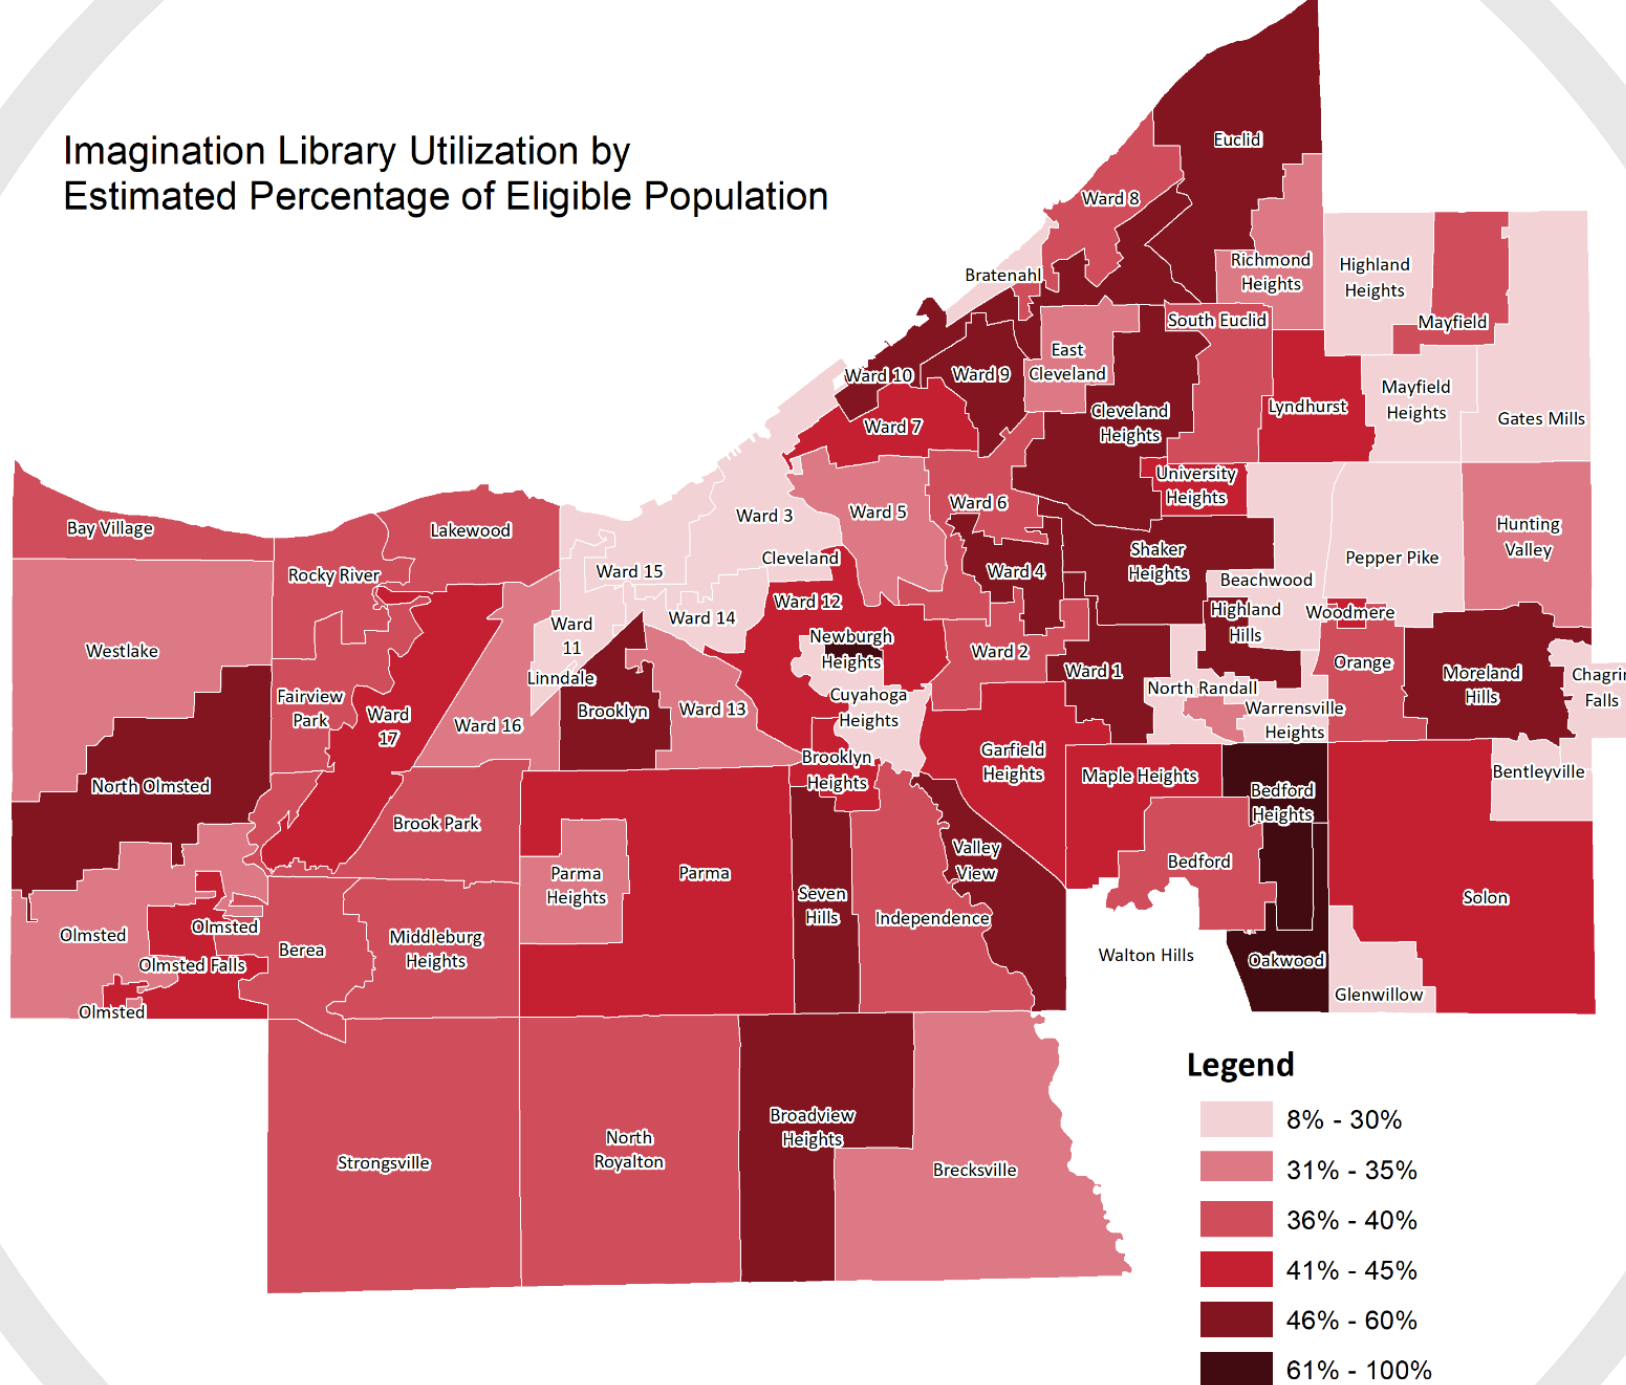 Imagination Library Utilization by
Estimated Percentage of Eligible Population
Euclid
Ward 8
Bratenahl
Richmond
Heights
Highland
Heights
Mayfield
South Euclid
East
Cleveland
Ward 10
Ward 9
Ward 7
Cleveland
Heights
Lyndhurst
Mayfield
Heights
Gates Mills
University
Heights
Bay Village
Lakewood
Rocky River
Ward 3
Ward 5
Ward 6
Cleveland
Ward 15
Ward 4
Shaker
Heights
Beachwood
Pepper Pike
Hunting
Valley
Westlake
Ward
11
Ward 14
Ward 12
Newburgh
Heights
Ward 2
Highland
Hills
Woodmere
Linndale
Fairview
Park
Ward
17
Ward 16
Brooklyn
Ward 13
Cuyahoga
Heights
Ward 1
North Randall
Orange
Moreland
Hills
Chagrin
Falls
Warrensville
Heights
North Olmsted
Brook Park
Brooklyn
Heights
Garfield
Heights
Maple Heights
Bedford
Heights
Bentleyville
Parma
Heights
Parma
Seven
Hills
Valley
View
Bedford
Solon
Olmsted
Olmsted
Olmsted Falls
Olmsted
Berea
Middleburg
Heights
Independence
Walton Hills
Oakwood
Glenwillow
Strongsville
North
Royalton
Broadview
Heights
Brecksville
Legend
8% - 30%
31% - 35%
36% - 40%
41% - 45%
46% - 60%
61% - 100%